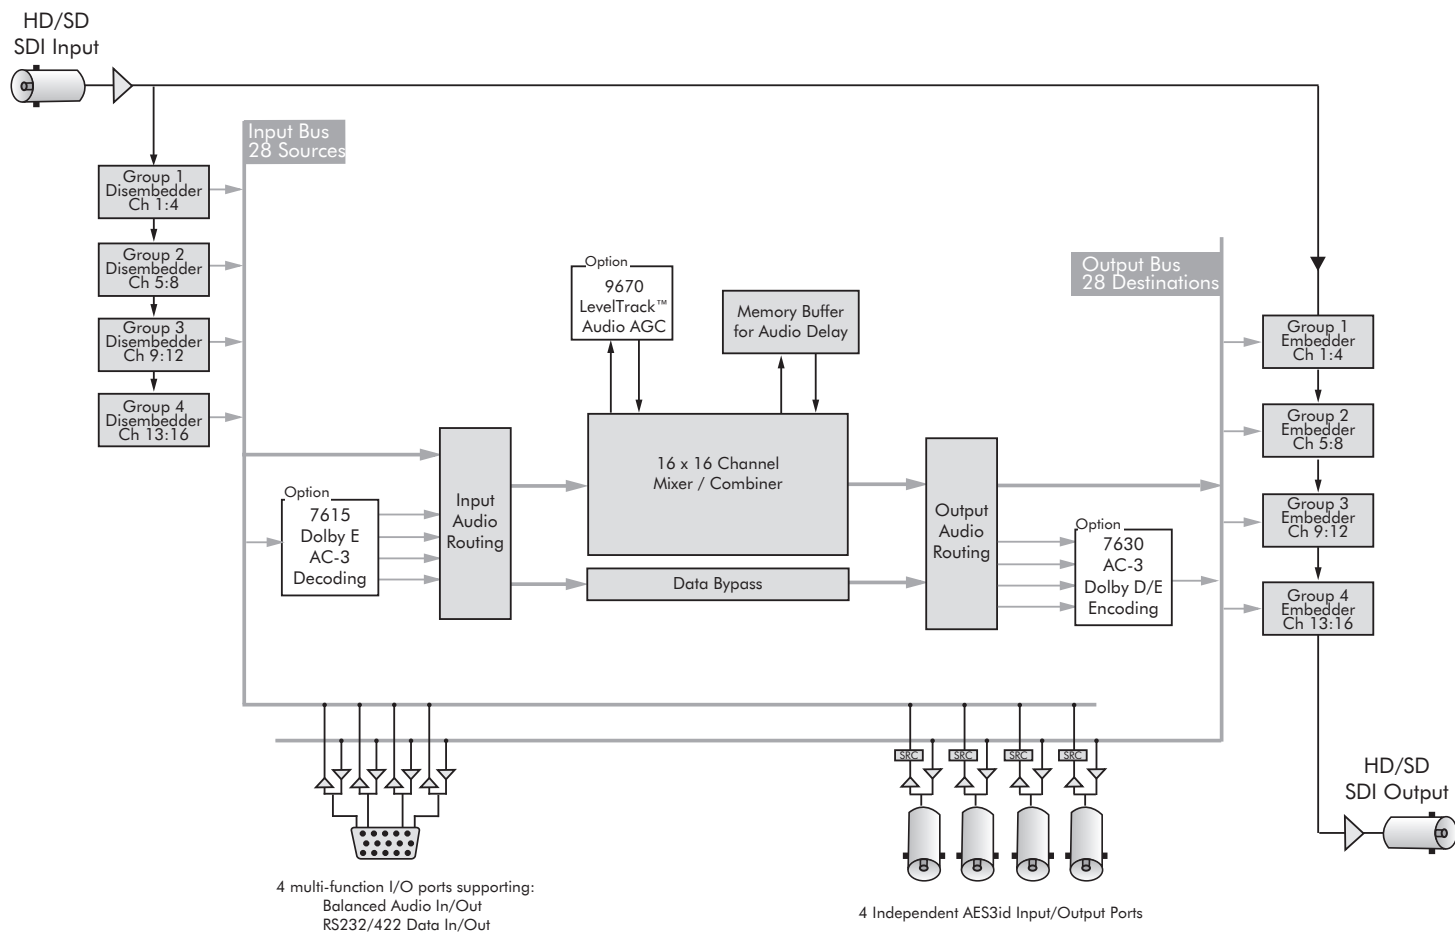 HD/SD
SDI Input
Input Bus
28 Sources
Group 1
Disembedder
Ch 1:4
Group 2
Disembedder
Ch 5:8
Group 3
Disembedder
Ch 9:12
Group 4
Disembedder
Ch 13:16
Option
7615
Dolby E
AC-3
Decoding
Input
Audio
Routing
Option
9670
LevelTrack™
Audio AGC
Memory Buffer
for Audio Delay
16 x 16 Channel
Mixer / Combiner
Data Bypass
Output
Audio
Routing
Option
7630
AC-3
Dolby D/E
Encoding
Output Bus
28 Destinations
Group 1
Embedder
Ch 1:4
Group 2
Embedder
Ch 5:8
Group 3
Embedder
Ch 9:12
Group 4
Embedder
Ch 13:16
SRC
SRC
SRC
SRC
HD/SD
SDI Output
4 multi-function I/O ports supporting:
Balanced Audio In/Out
RS232/422 Data In/Out
4 Independent AES3id Input/Output Ports